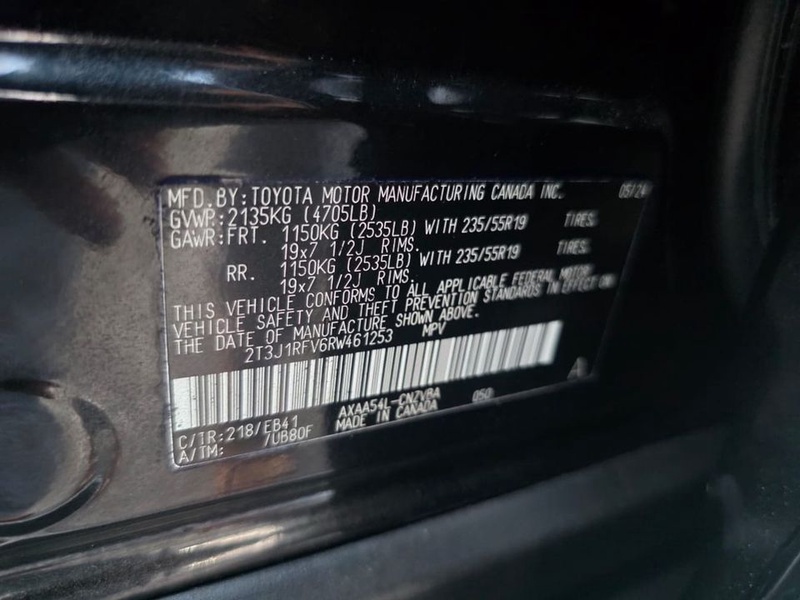 MFD.BY:TOYOTA MOTOR MANUFACTURING CANADA INC. 05/24
GVWP:2135KG (4705LB)
GAWR:FRT. 1150KG (2535LB) WITH 235/55R19 TIRES.
19x7 1/2J RIMS.
RR. 1150KG (2535LB) WITH 235/55R19 TIRES.
19x7 1/2J RIMS.
THIS VEHICLE CONFORMS TO ALL APPLICABLE FEDERAL MOTOR
VEHICLE SAFETY AND THEFT PREVENTION STANDARDS IN EFFECT ON
THE DATE OF MANUFACTURE SHOWN ABOVE.
2T3J1RFV6RW461253 MPV
A
C/TR:218/EB41 AXAA54L-CNZVBA 050
A/TM: /UB80F MADE IN CANADA